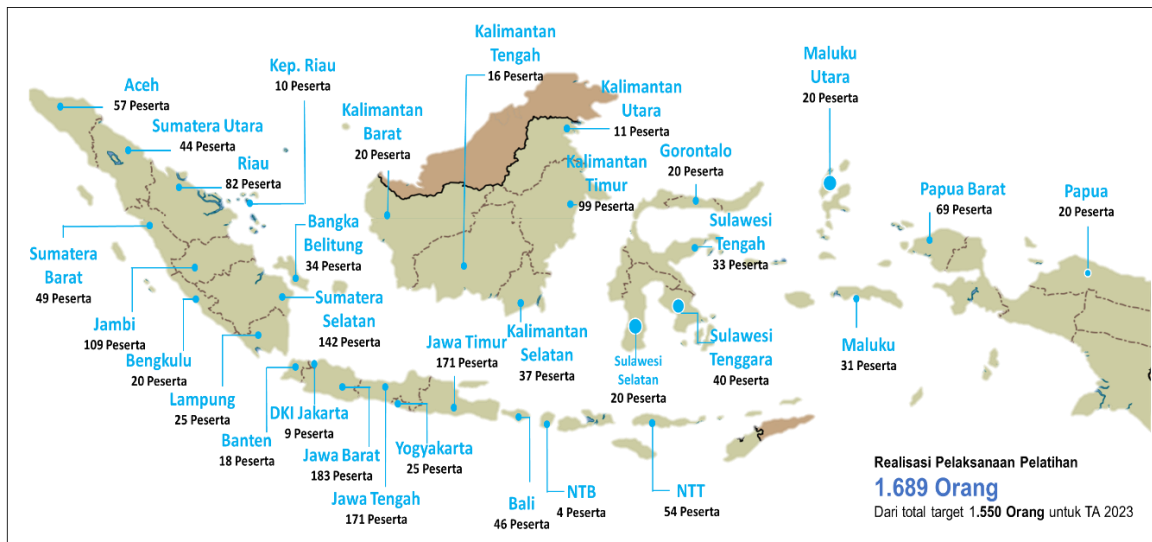 Aceh
57 Peserta
Sumatera Utara
44 Peserta
Riau
82 Peserta
Kep. Riau
10 Peserta
Sumatera
Barat
49 Peserta
Jambi
109 Peserta
Bengkulu
20 Peserta
Lampung
25 Peserta
Bangka
Belitung
34 Peserta
Sumatera
Selatan
142 Peserta
Banten
18 Peserta
DKI Jakarta
9 Peserta
Jawa Barat
183 Peserta
Jawa Tengah
171 Peserta
Yogyakarta
25 Peserta
Jawa Timur
171 Peserta
Kalimantan
Barat
20 Peserta
Kalimantan
Tengah
16 Peserta
Kalimantan
Utara
11 Peserta
Kalimantan
Timur
99 Peserta
Kalimantan
Selatan
37 Peserta
Bali
46 Peserta
NTB
4 Peserta
NTT
54 Peserta
Gorontalo
20 Peserta
Sulawesi
Tengah
33 Peserta
Sulawesi
Selatan
20 Peserta
Sulawesi
Tenggara
40 Peserta
Maluku
Utara
20 Peserta
Maluku
31 Peserta
Papua Barat
69 Peserta
Papua
20 Peserta
Realisasi Pelaksanaan Pelatihan
1.689 Orang
Dari total target 1.550 Orang untuk TA 2023